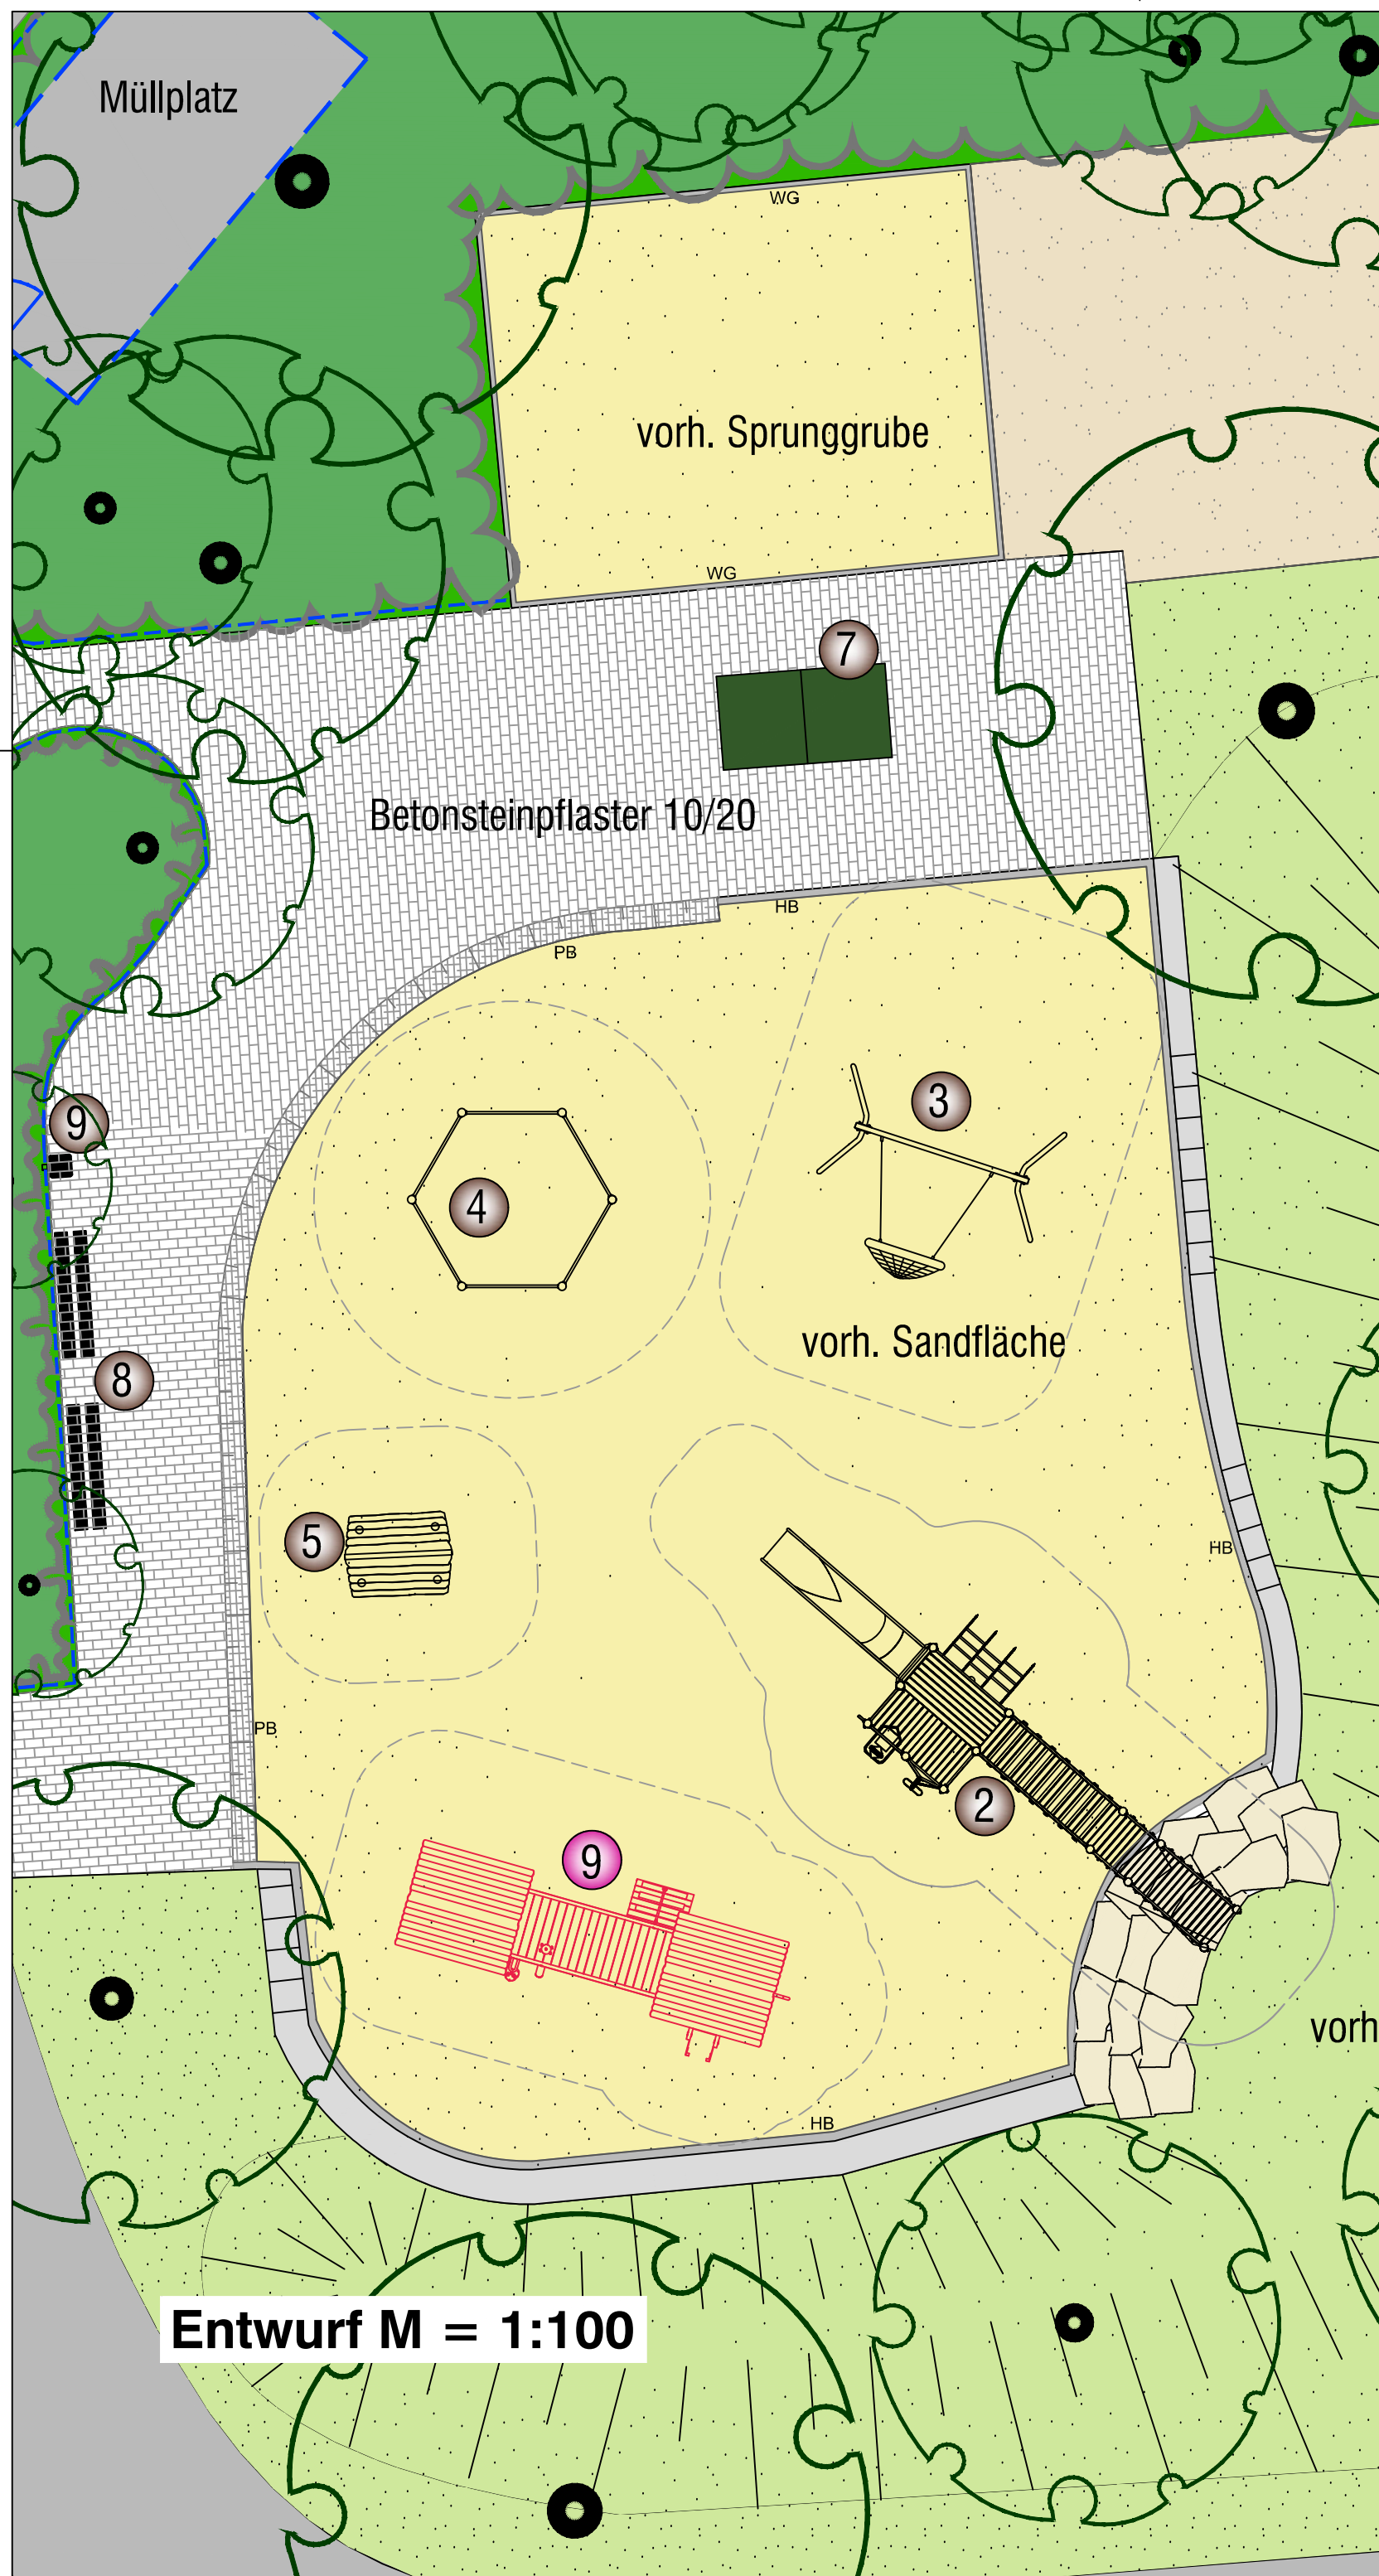 Müllplatz
WG
vorh. Sprunggrube
WG
7
Betonsteinpflaster 10/20
HB
PB
9
3
4
vorh. Sandfläche
8
5
HB
PB
2
9
vorh
HB
Entwurf M = 1:100